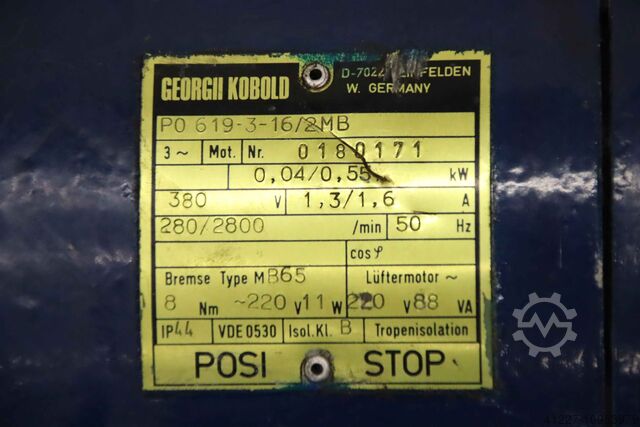 GEORGII KOBOLD
W. GERMANY
PO 619-3-16/2MB
3~ Mot. Nr. 0180171
0,04/0,55 kW
380 V 1,3/1,6 A
280/2800 /min 50 Hz
cos φ
Bremse Type MB65 Lüftermotor ~
8 Nm ~220 V 11 W 220 V 88 VA
IP44 VDE 0530 Isol. Kl. B Tropenisolation
POSI STOP